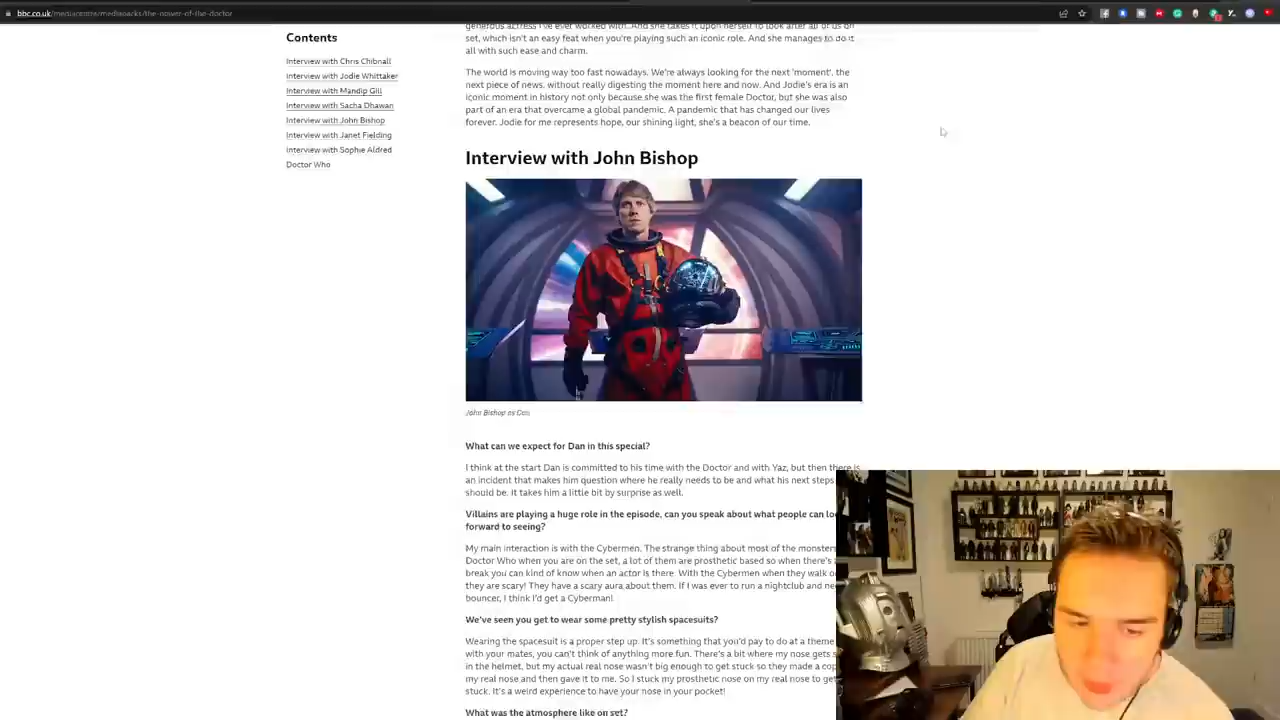 bbc.co.uk/mediacentre/mediapacks/the-power-of-the-doctor
Contents
Interview with Chris Chibnall
Interview with Jodie Whittaker
Interview with Mandip Gill
Interview with Sacha Dhawan
Interview with John Bishop
Interview with Janet Fielding
Interview with Sophie Aldred
Doctor Who
generous actors I've ever worked with. And she takes it upon herself to look after all of us on
set, which isn't an easy feat when you're playing such an iconic role. And she manages to do it
all with such ease and charm.
The world is moving way too fast nowadays. We're always looking for the next 'moment', the
next piece of news, without really digesting the moment here and now. And Jodie's era is an
iconic moment in history not only because she was the first female Doctor, but she was also
part of an era that overcame a global pandemic. A pandemic that has changed our lives
forever. Jodie for me represents hope, our shining light, she's a beacon of our time.
Interview with John Bishop
John Bishop as Dan
What can we expect for Dan in this special?
I think at the start Dan is committed to his time with the Doctor and with Yaz, but then there is
an incident that makes him question where he really needs to be and what his next steps
should be. It takes him a little bit by surprise as well.
Villains are playing a huge role in the episode, can you speak about what people can lo
forward to seeing?
My main interaction is with the Cybermen. The strange thing about most of the monsters
Doctor Who when you are on the set, a lot of them are prosthetic based so when there's
break you can kind of know when an actor is there. With the Cybermen when they walk o
they are scary! They have a scary aura about them. If I was ever to run a nightclub and ne
bouncer, I think I'd get a Cyberman!
We've seen you get to wear some pretty stylish spacesuits?
Wearing the spacesuit is a proper step up. It's something that you'd pay to do at a theme
with your mates, you can't think of anything more fun. There's a bit where my nose gets s
in the helmet, but my actual real nose wasn't big enough to get stuck so they made a cop
my real nose and then gave it to me. So I stuck my prosthetic nose on my real nose to get
stuck. It's a weird experience to have your nose in your pocket!
What was the atmosphere like on set?